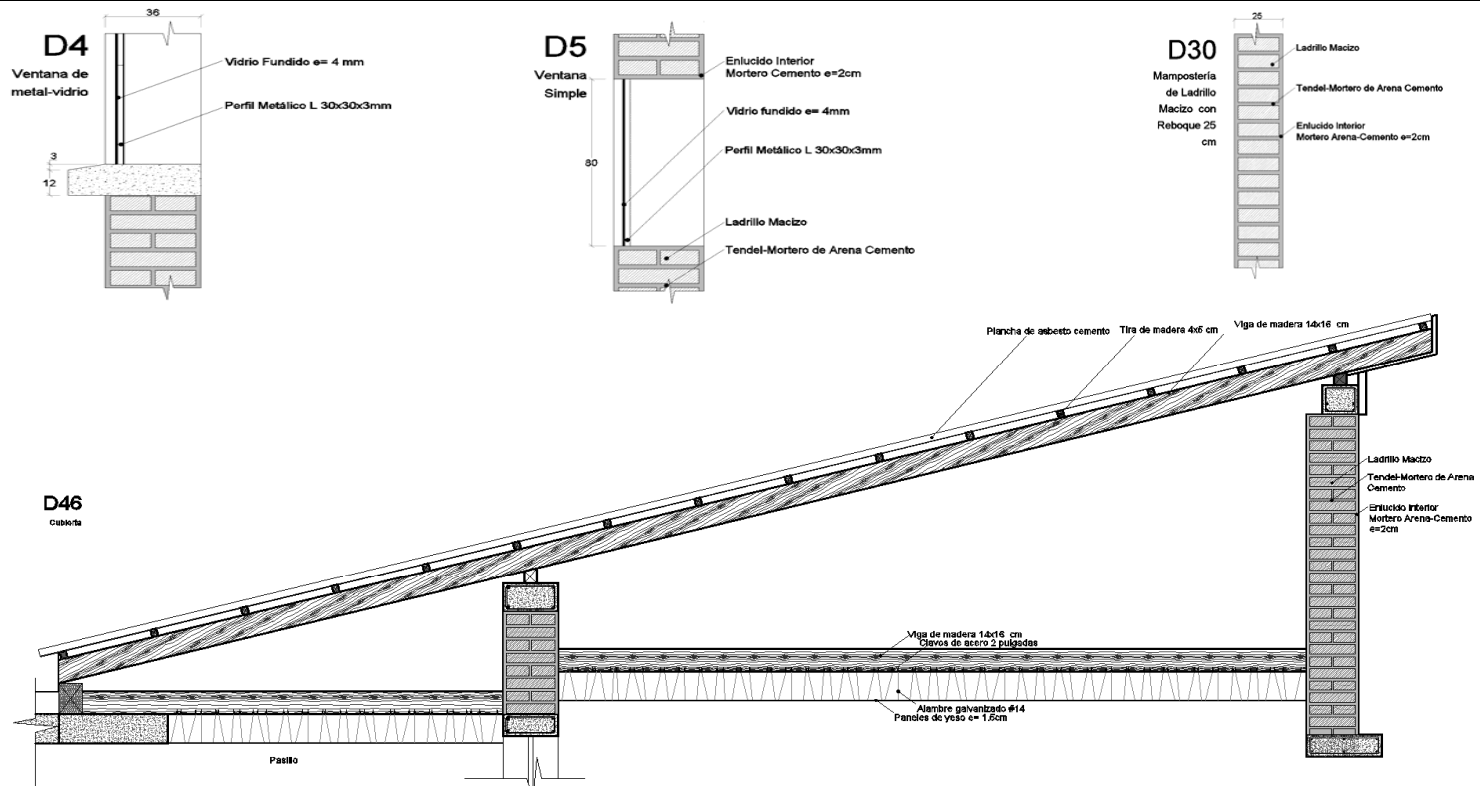 36
D4
Ventana de
metal-vidrio
Vidrio Fundido e= 4 mm
Perfil Metálico L 30x30x3mm
3
12
D5
Ventana
Simple
Enlucido Interior
Mortero Cemento e=2cm
Vidrio fundido e= 4mm
Perfil Metálico L 30x30x3mm
80
Ladrillo Macizo
Tendel-Mortero de Arena Cemento
25
D30
Mampostería
de Ladrillo
Macizo con
Reboque 25
cm
Ladrillo Macizo
Tendel-Mortero de Arena Cemento
Enlucido Interior
Mortero Arena-Cemento e=2cm
D46
Cubierta
Plancha de asbesto cemento
Tira de madera 4x5 cm
Viga de madera 14x16 cm
Ladrillo Macizo
Tendel-Mortero de Arena
Cemento
Enlucido Interior
Mortero Arena-Cemento
e=2cm
Viga de madera 14x16 cm
Clavos de acero 2 pulgadas
Alambre galvanizado #14
Paneles de yeso e= 1.5cm
Pasillo